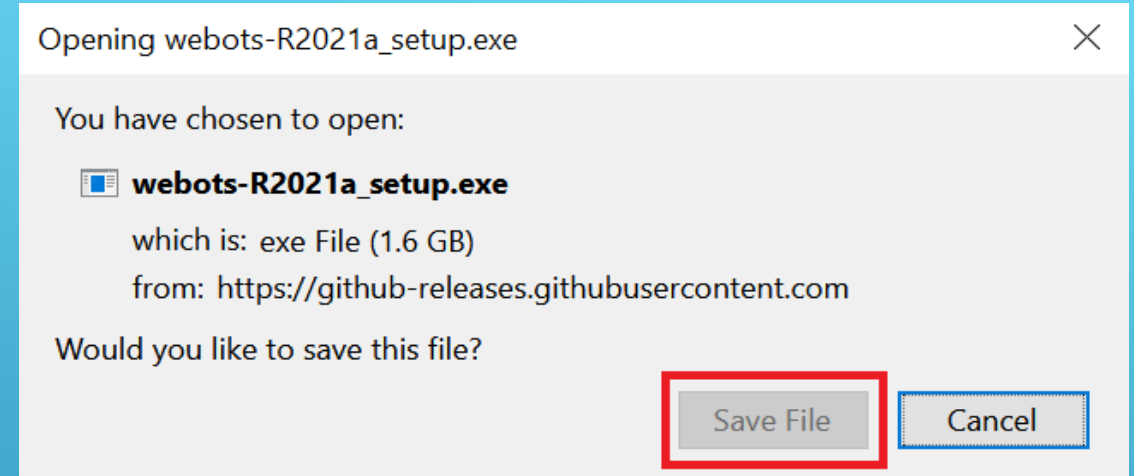 Opening webots-R2021a_setup.exe
You have chosen to open:
webots-R2021a_setup.exe
which is: exe File (1.6 GB)
from: https://github-releases.githubusercontent.com
Would you like to save this file?
Save File Cancel